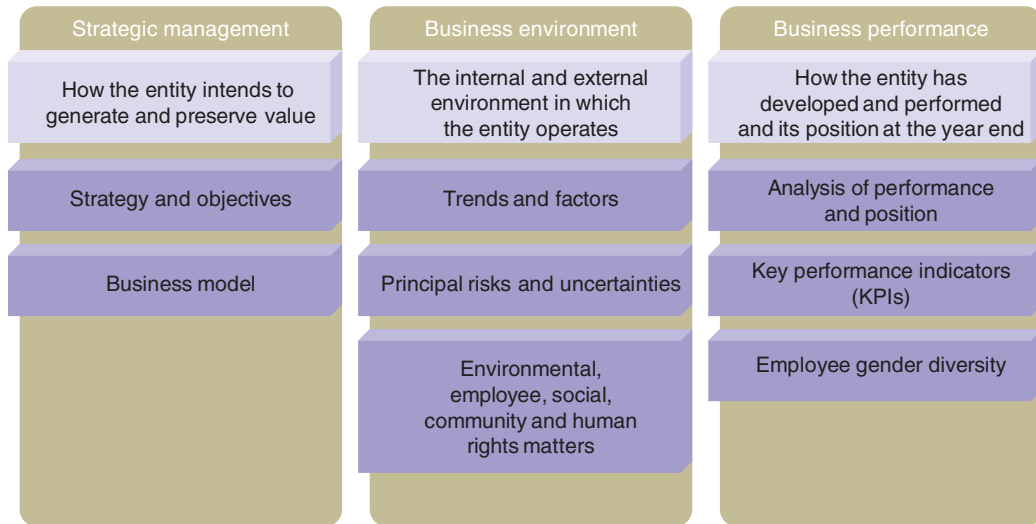 Strategic management
How the entity intends to
generate and preserve value
Strategy and objectives
Business model
Business environment
The internal and external
environment in which
the entity operates
Trends and factors
Principal risks and uncertainties
Environmental,
employee, social,
community and human
rights matters
Business performance
How the entity has
developed and performed
and its position at the year end
Analysis of performance
and position
Key performance indicators
(KPIs)
Employee gender diversity